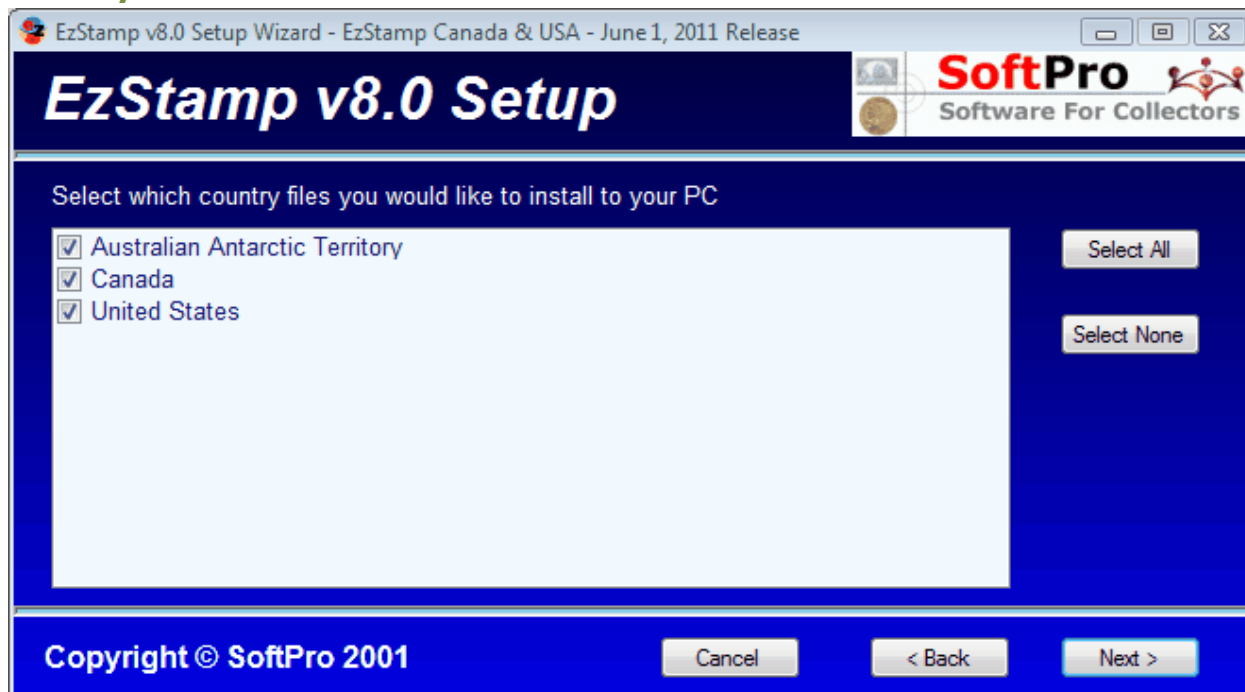 EzStamp v8.0 Setup Wizard - EzStamp Canada & USA - June 1, 2011 Release
EzStamp v8.0 Setup
SoftPro
Software For Collectors
Select which country files you would like to install to your PC
Australian Antarctic Territory
Canada
United States
Select All
Select None
Copyright © SoftPro 2001
Cancel
< Back
Next >